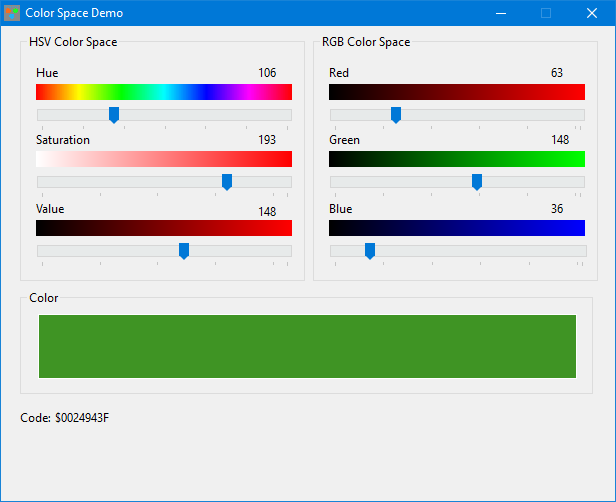 Color Space Demo
HSV Color Space
Hue 106
Saturation 193
Value 148
RGB Color Space
Red 63
Green 148
Blue 36
Color
Code: $0024943F